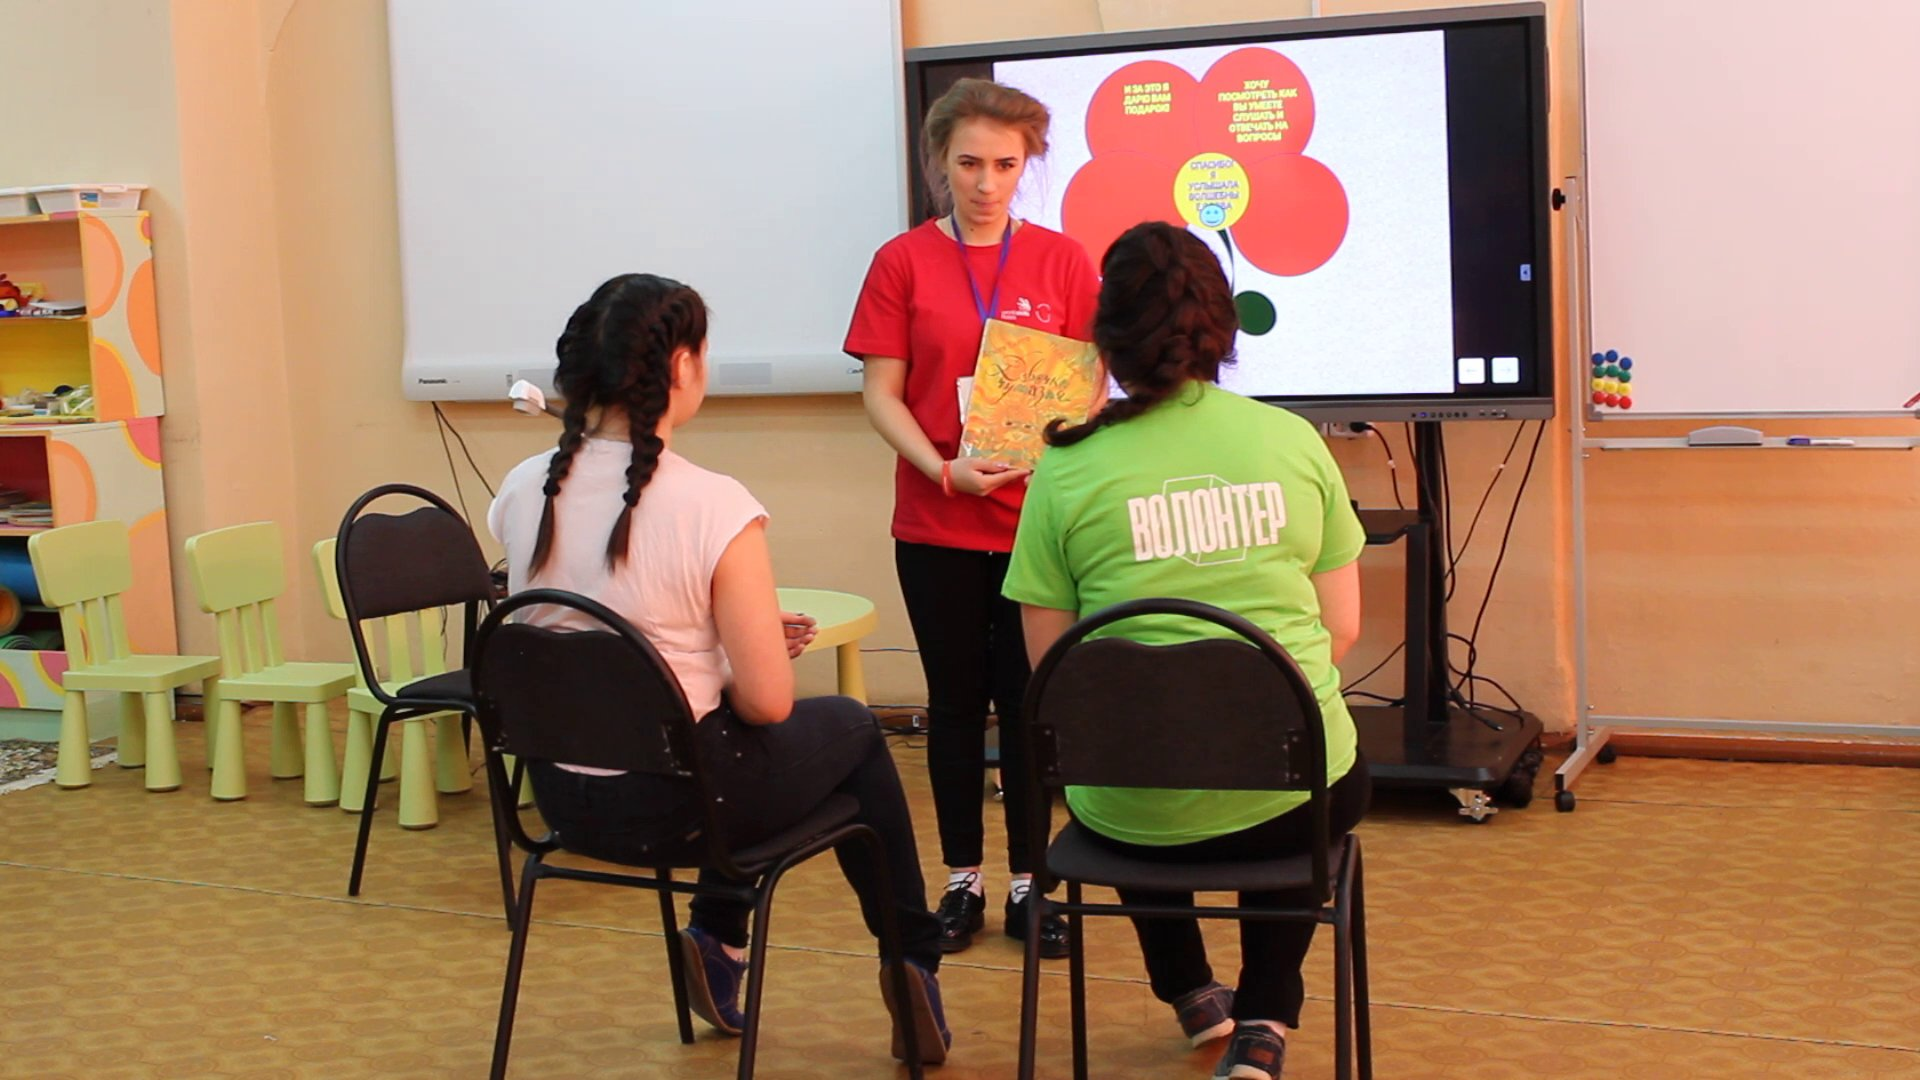 И ЗА ЭТО Я
ДАРЮ ВАМ
ПОДАРОК!
ХОЧУ
ПОСМОТРЕТЬ КАК
ВЫ УМЕЕТЕ
СЛУШАТЬ И
ОТВЕЧАТЬ НА
ВОПРОСЫ
СПАСИБО!
Я
УСЛЫШАЛА
ВОЛШЕБНЫ
Panasonic
ВОЛОНТЕР